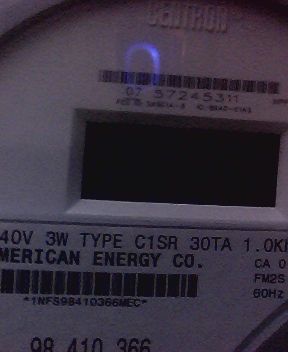 CENTRON
07 57245311
40V 3W TYPE C1SR 30TA 1.0K
MERICAN ENERGY CO.
CA 0
FM2S
60Hz
*1NFS98410366MEC*
98 410 366